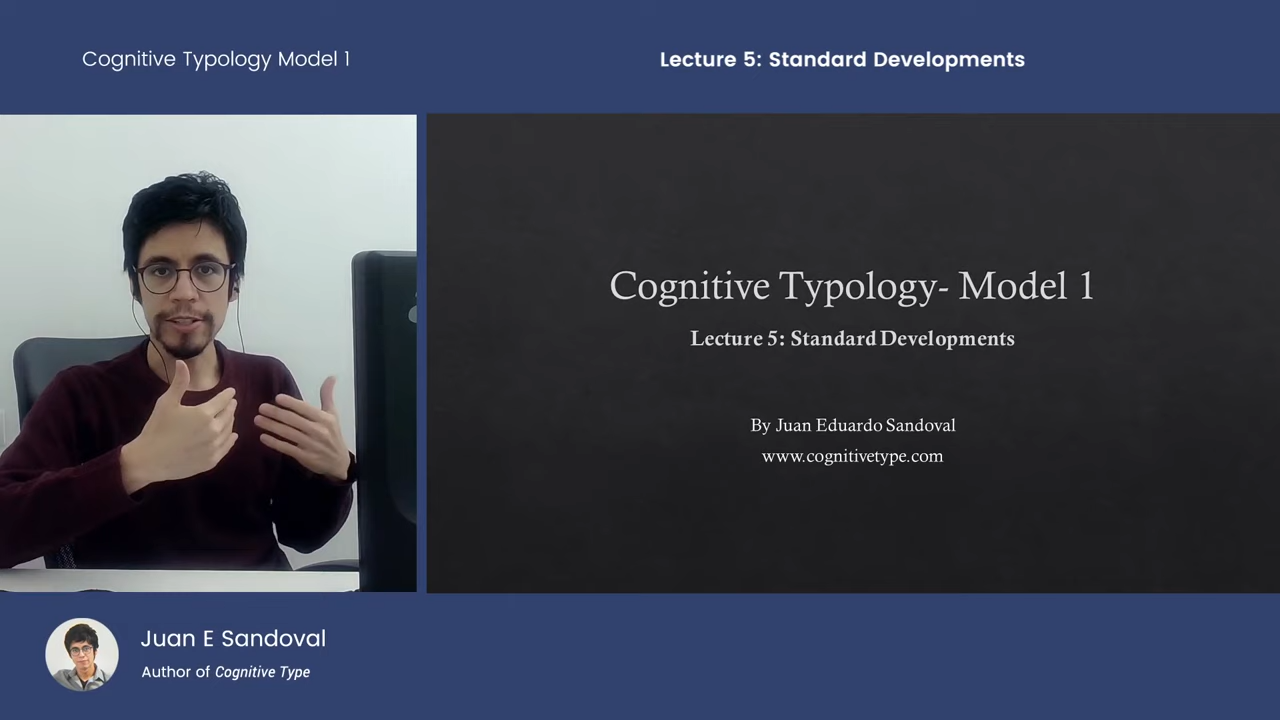 Cognitive Typology Model 1
Lecture 5: Standard Developments
Cognitive Typology- Model 1
Lecture 5: Standard Developments
By Juan Eduardo Sandoval
www.cognitivetype.com
Juan E Sandoval
Author of Cognitive Type